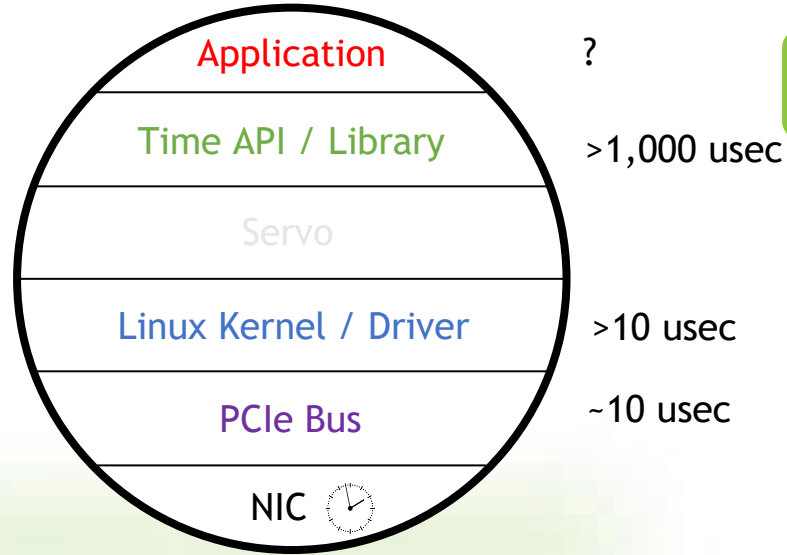 Application ?
Time API / Library >1,000 usec
Servo
Linux Kernel / Driver >10 usec
PCIe Bus ~10 usec
NIC